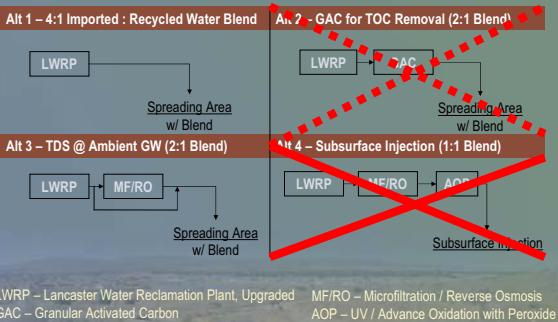 Alt 1 – 4:1 Imported : Recycled Water Blend
LWRP
Spreading Area
w/ Blend
Alt 2 – GAC for TOC Removal (2:1 Blend)
LWRP
GAC
Spreading Area
w/ Blend
Alt 3 – TDS @ Ambient GW (2:1 Blend)
LWRP
MF/RO
Spreading Area
w/ Blend
Alt 4 – Subsurface Injection (1:1 Blend)
LWRP
MF/RO
AOP
Subsurface Injection
LWRP – Lancaster Water Reclamation Plant, Upgraded
GAC – Granular Activated Carbon
MF/RO – Microfiltration / Reverse Osmosis
AOP – UV / Advance Oxidation with Peroxide